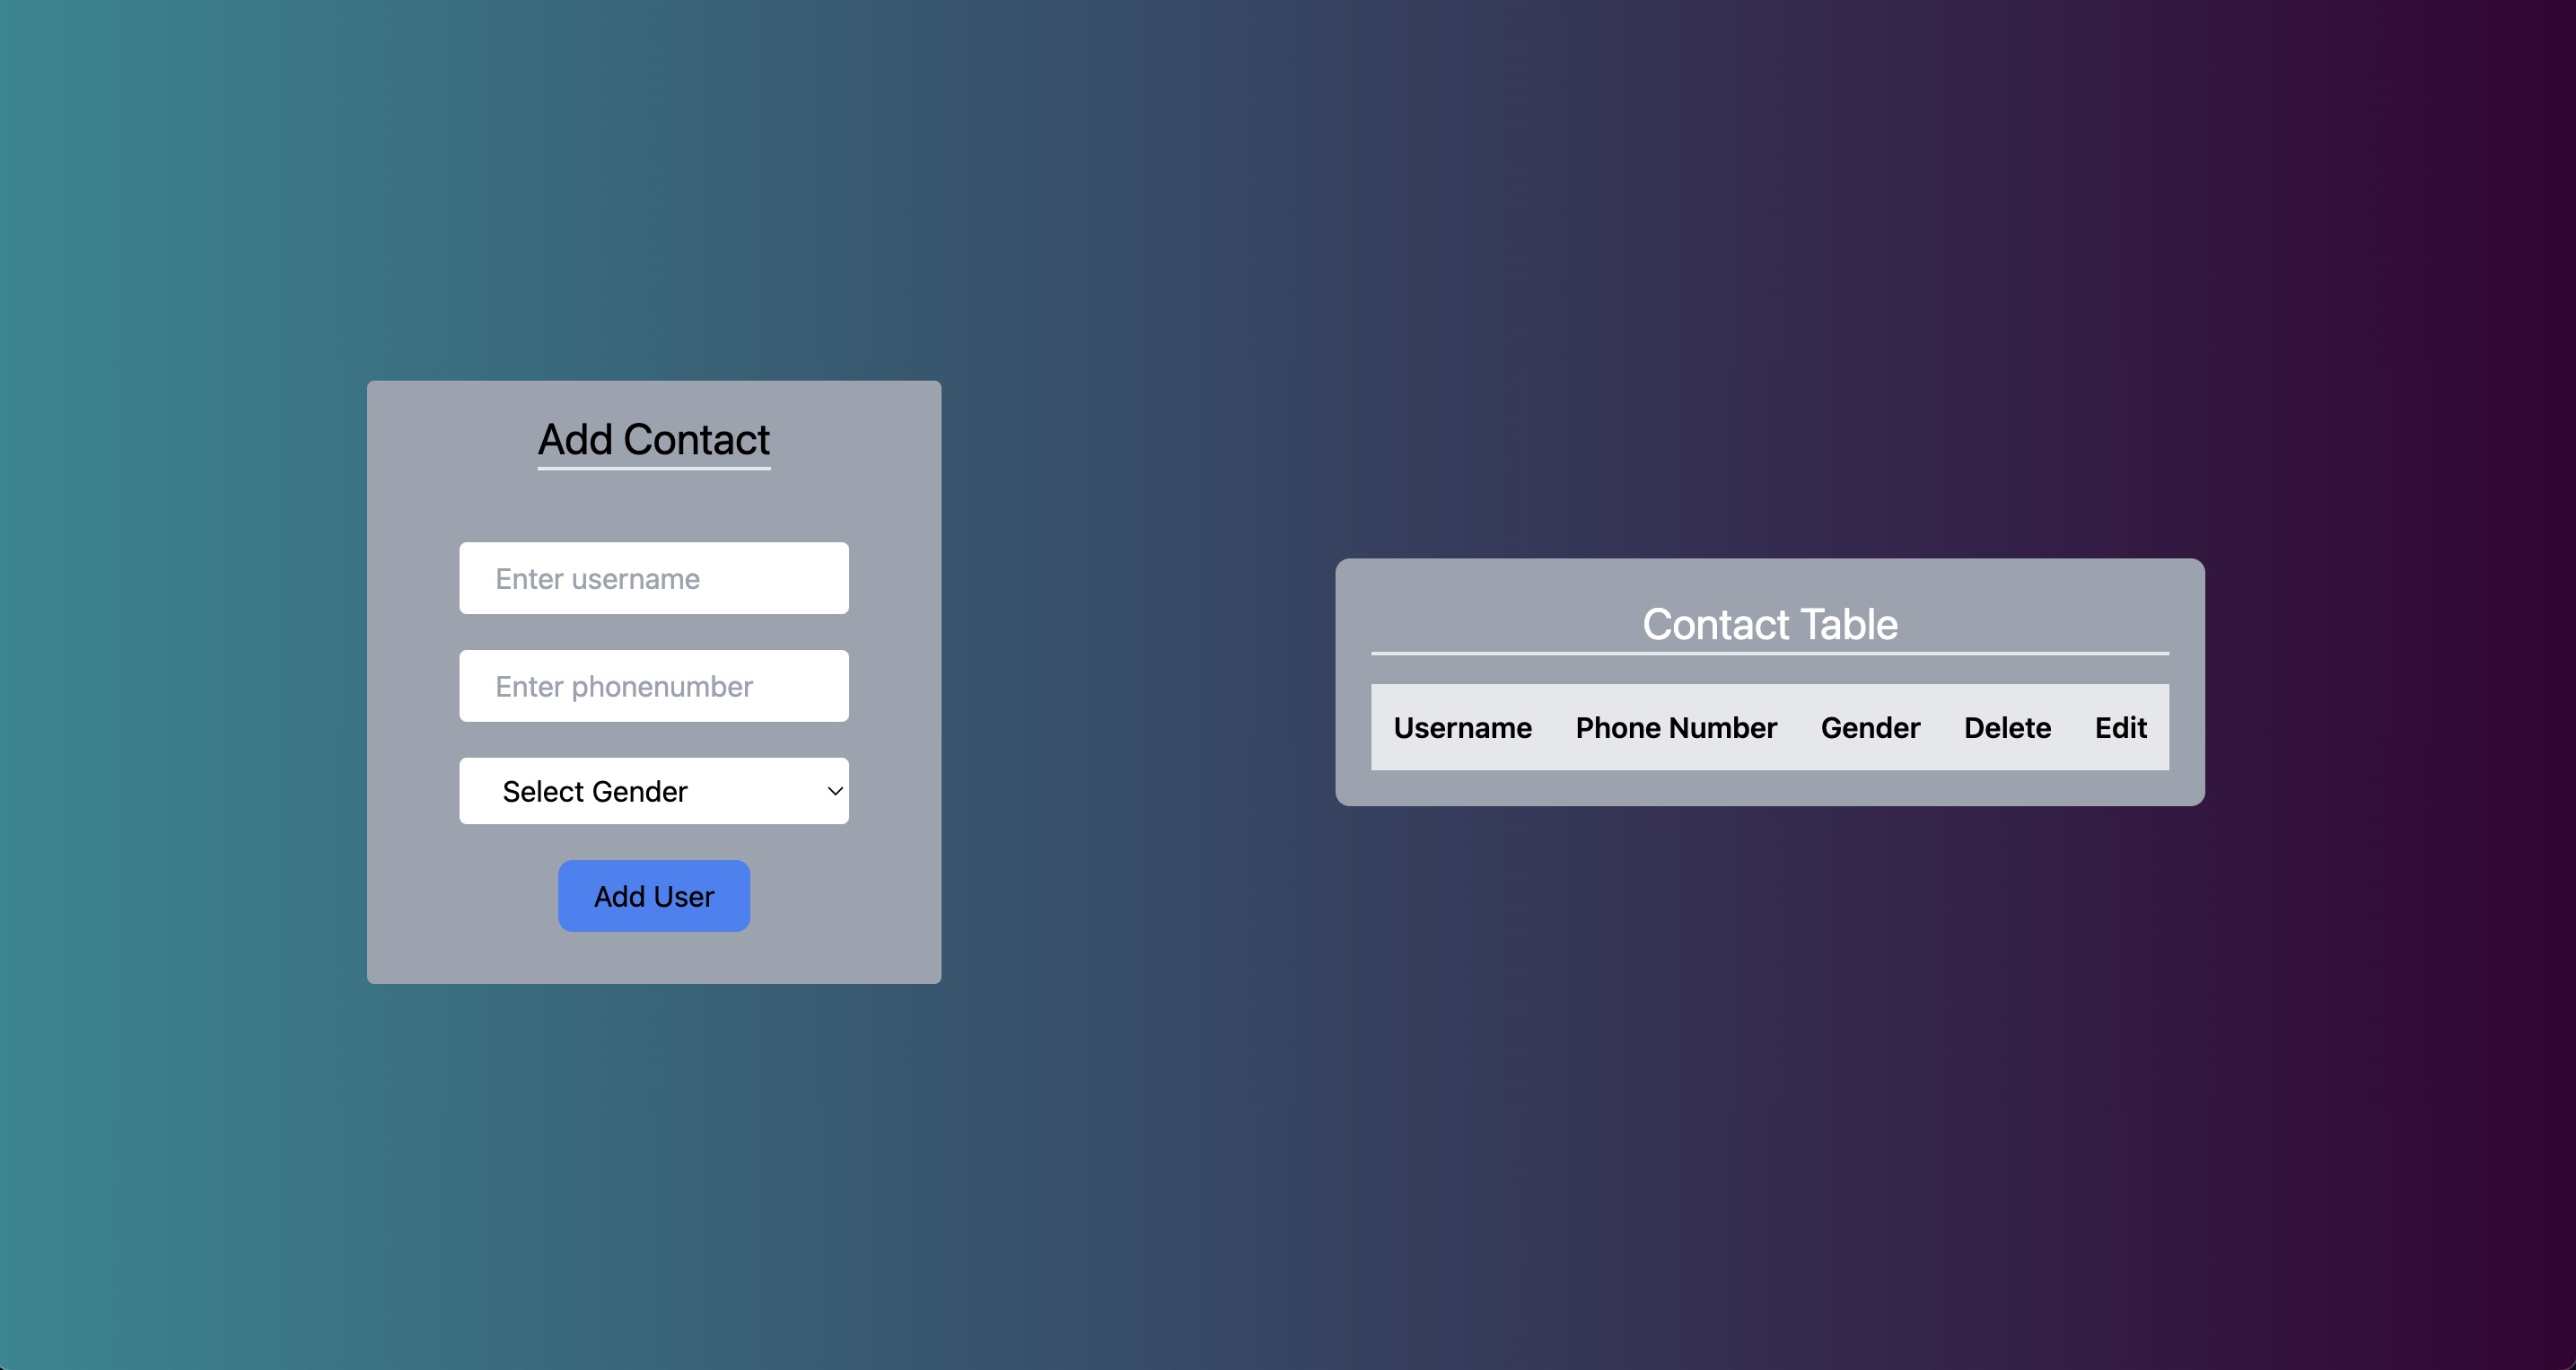 Add Contact
Enter username
Enter phonenumber
Select Gender
Add User
Contact Table
Username Phone Number Gender Delete Edit